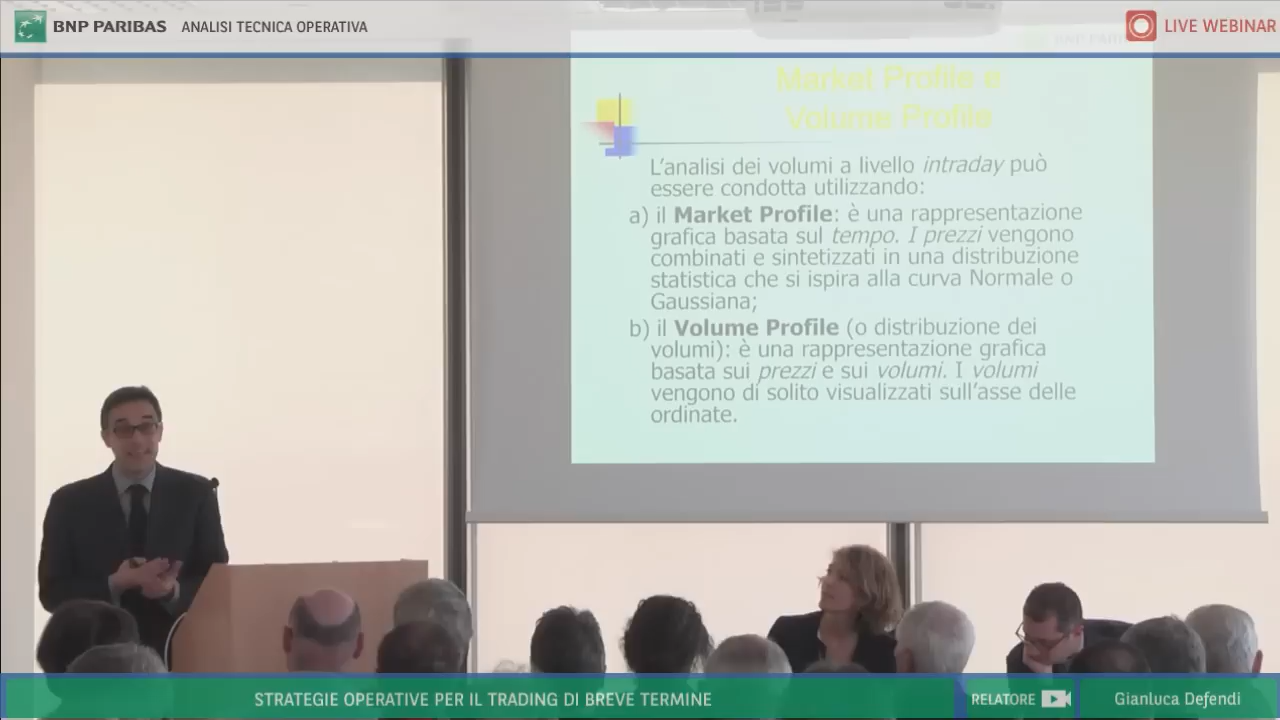 BNP PARIBAS ANALISI TECNICA OPERATIVA
LIVE WEBINAR
Market Profile e
Volume Profile
L'analisi dei volumi a livello intraday può
essere condotta utilizzando:
a) il Market Profile: è una rappresentazione
grafica basata sul tempo. I prezzi vengono
combinati e sintetizzati in una distribuzione
statistica che si ispira alla curva Normale o
Gaussiana;
b) il Volume Profile (o distribuzione dei
volumi): è una rappresentazione grafica
basata sui prezzi e sui volumi. I volumi
vengono di solito visualizzati sull'asse delle
ordinate.
STRATEGIE OPERATIVE PER IL TRADING DI BREVE TERMINE
RELATORE
Gianluca Defendi